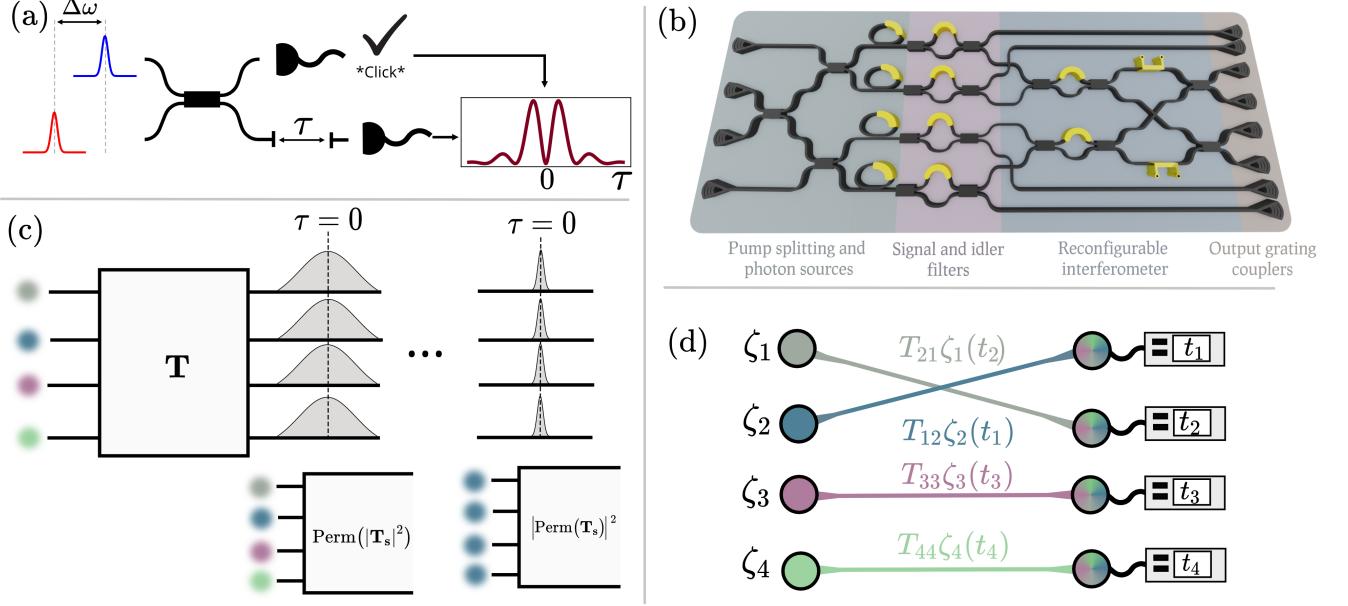 (a)
Δω
*Click*
τ
0
τ
(b)
Pump splitting and
photon sources
Signal and idler
filters
Reconfigurable
interferometer
Output grating
couplers
(c)
τ = 0
τ = 0
T
...
Perm(|Tₛ|²)
|Perm(Tₛ)|²
(d)
ζ1
T₂₁ζ₁(t₂)
t₁
ζ2
T₁₂ζ₂(t₁)
t₂
ζ3
T₃₃ζ₃(t₃)
t₃
ζ4
T₄₄ζ₄(t₄)
t₄